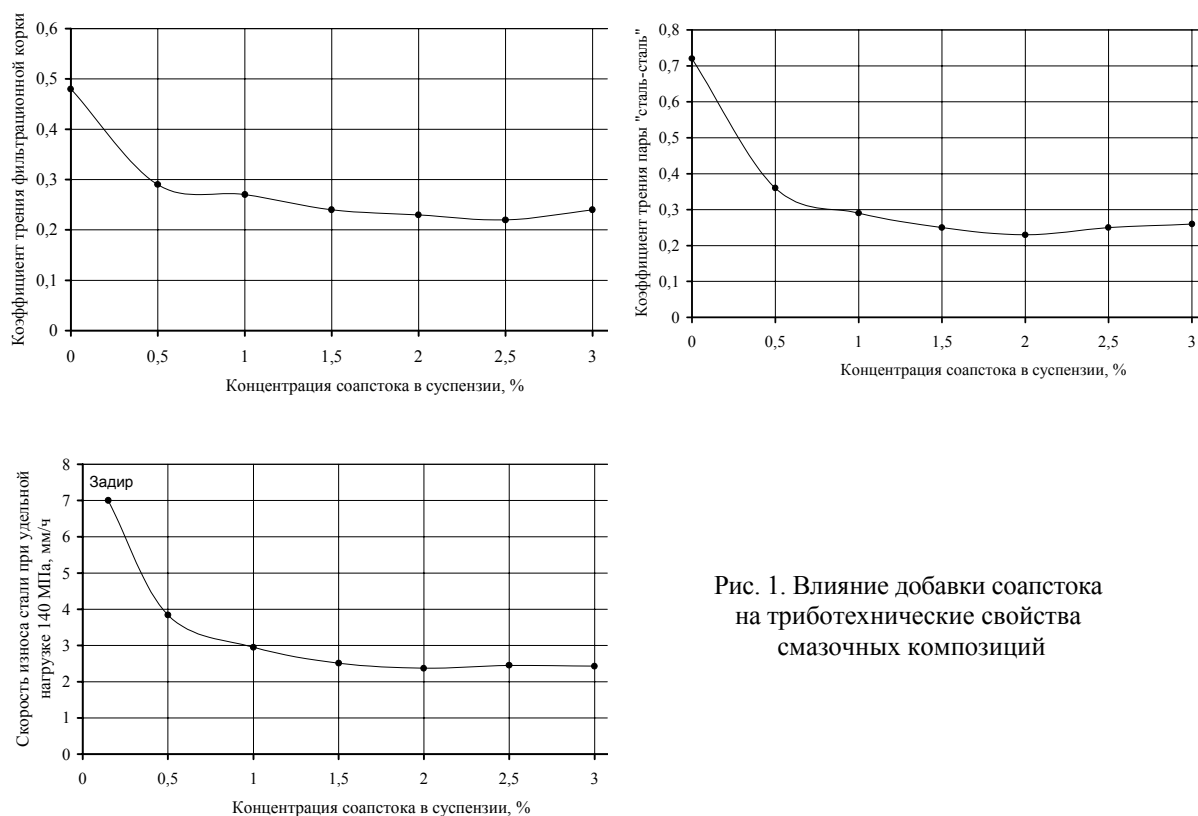 Коэффициент трения фильтрационной корки
0,6
0,5
0,4
0,3
0,2
0,1
0
0 0,5 1 1,5 2 2,5 3
Концентрация соапстока в суспензии, %
Коэффициент трения пары "сталь-сталь"
0,8
0,7
0,6
0,5
0,4
0,3
0,2
0,1
0
0 0,5 1 1,5 2 2,5 3
Концентрация соапстока в суспензии, %
Скорость износа стали при удельной
нагрузке 140 МПа, мм/ч
8
7
6
5
4
3
2
1
0
Задир
0 0,5 1 1,5 2 2,5 3
Концентрация соапстока в суспензии, %
Рис. 1. Влияние добавки соапстока
на триботехнические свойства
смазочных композиций